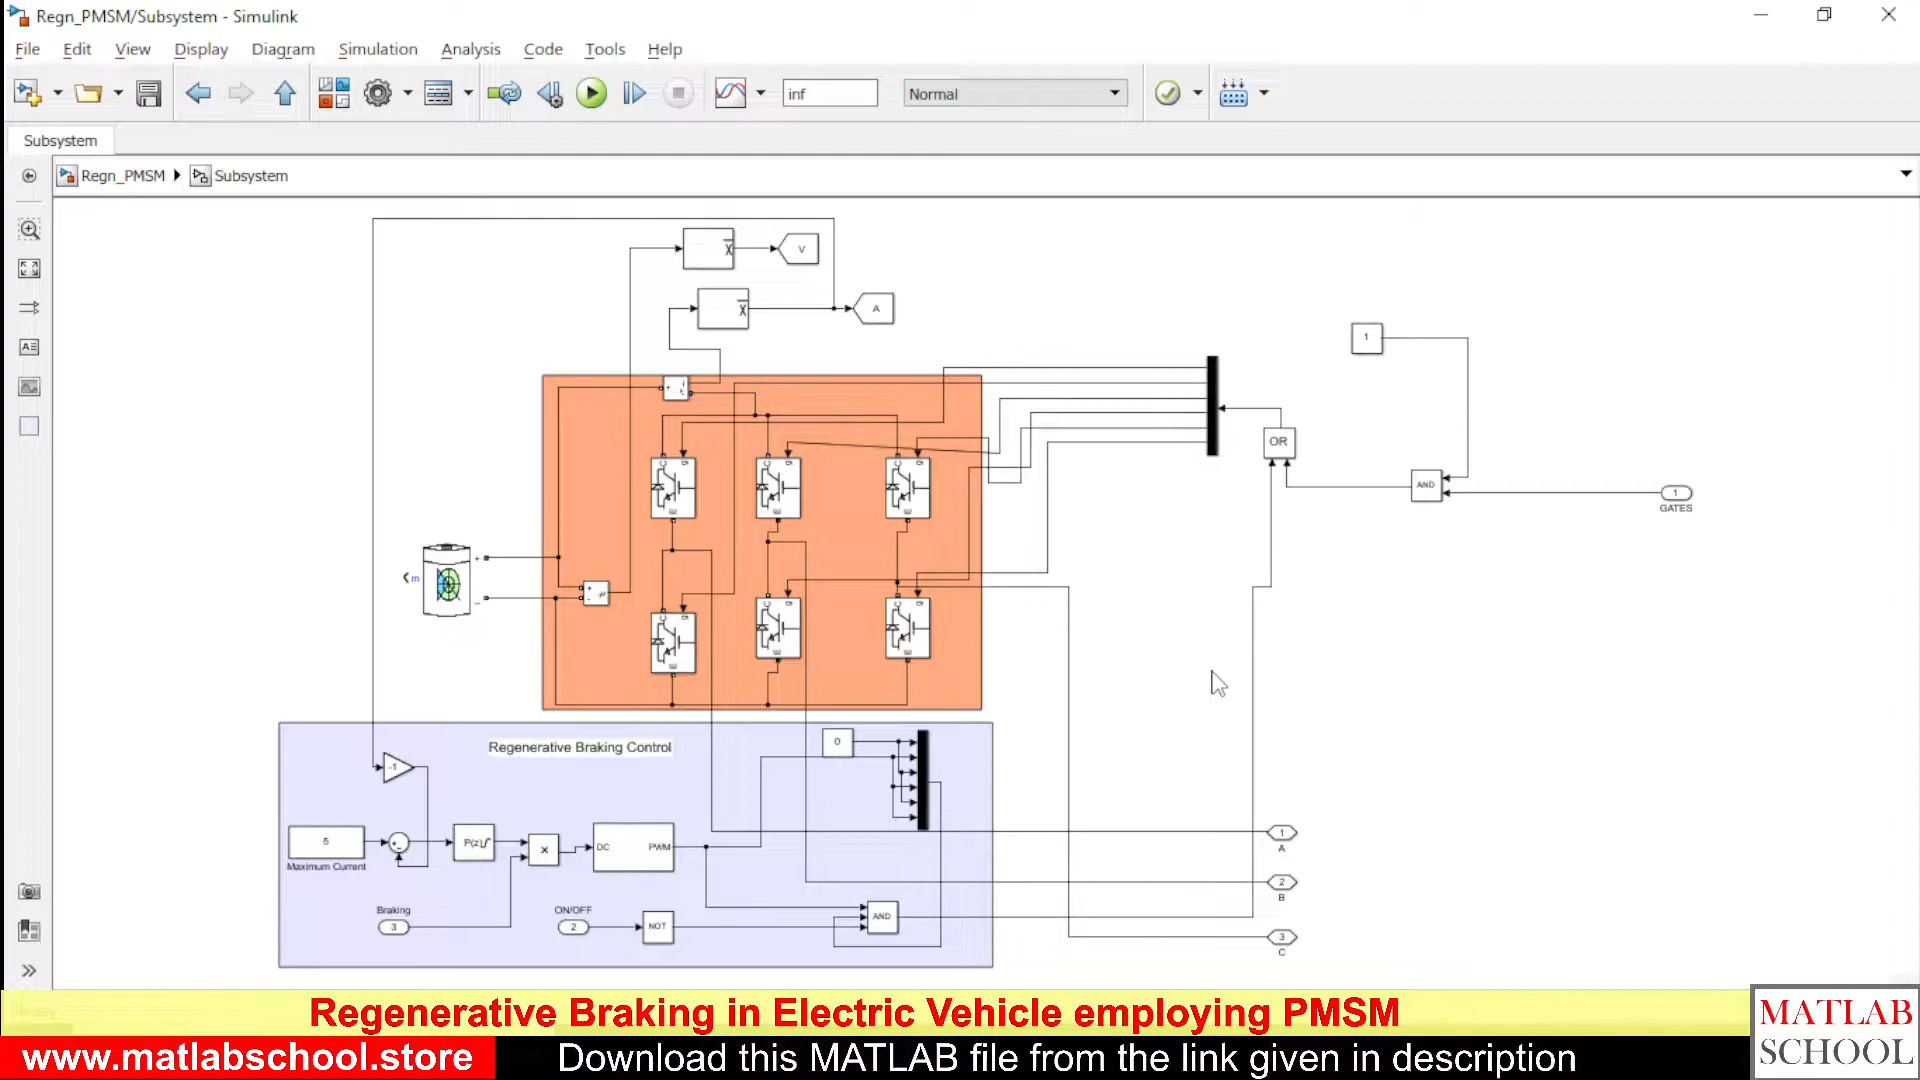 Regn_PMSM/Subsystem - Simulink
File Edit View Display Diagram Simulation Analysis Code Tools Help
inf
Normal
Subsystem
Regn_PMSM Subsystem
V
A
1
OR
AND
1
GATES
m
Regenerative Braking Control
0
-1
5
Maximum Current
P(z)
×
DC PWM
Braking
3
ON/OFF
2
NOT
AND
1
A
2
B
3
C
Regenerative Braking in Electric Vehicle employing PMSM
www.matlabschool.store
Download this MATLAB file from the link given in description
MATLAB
SCHOOL